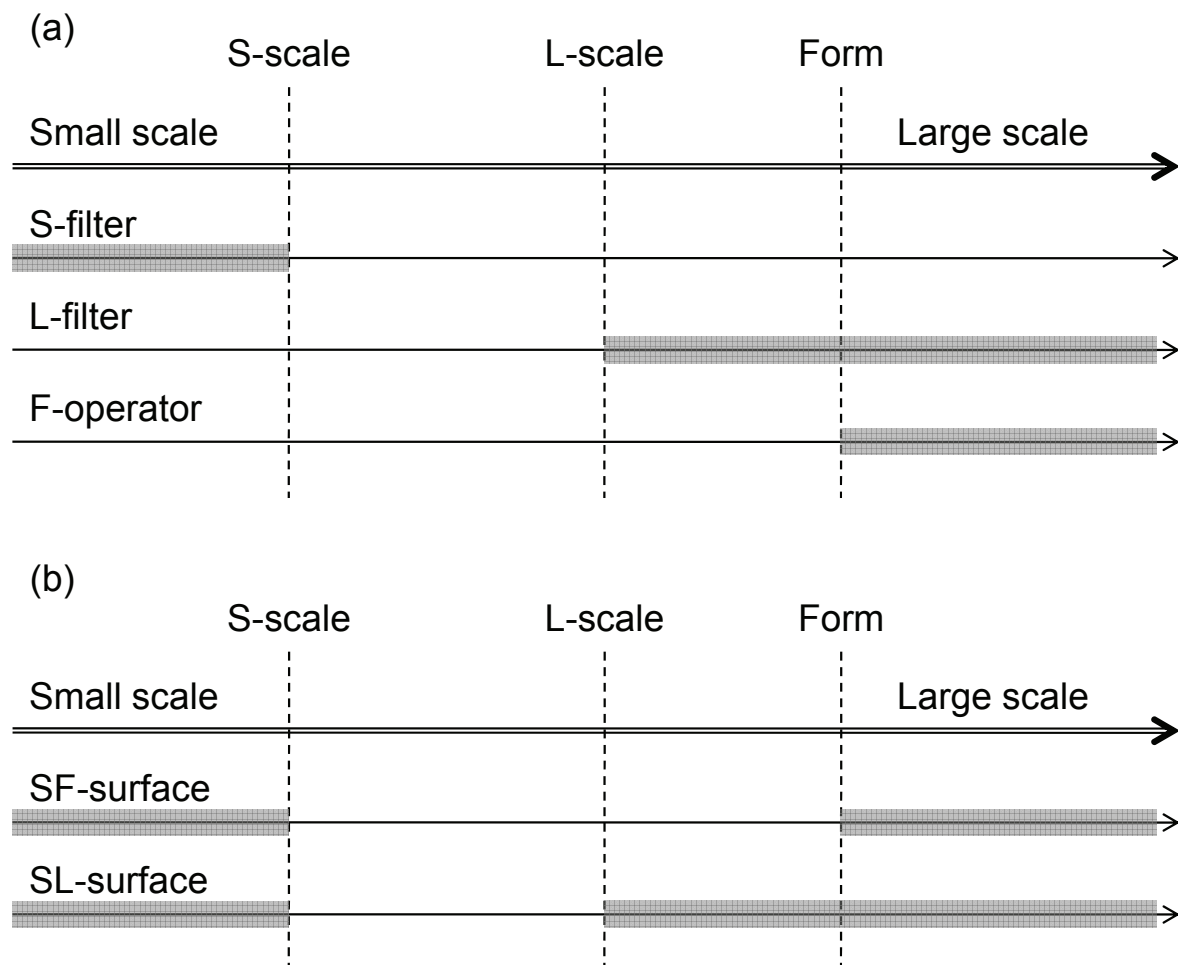 (a)
S-scale L-scale Form
Small scale Large scale
S-filter
L-filter
F-operator
(b)
S-scale L-scale Form
Small scale Large scale
SF-surface
SL-surface